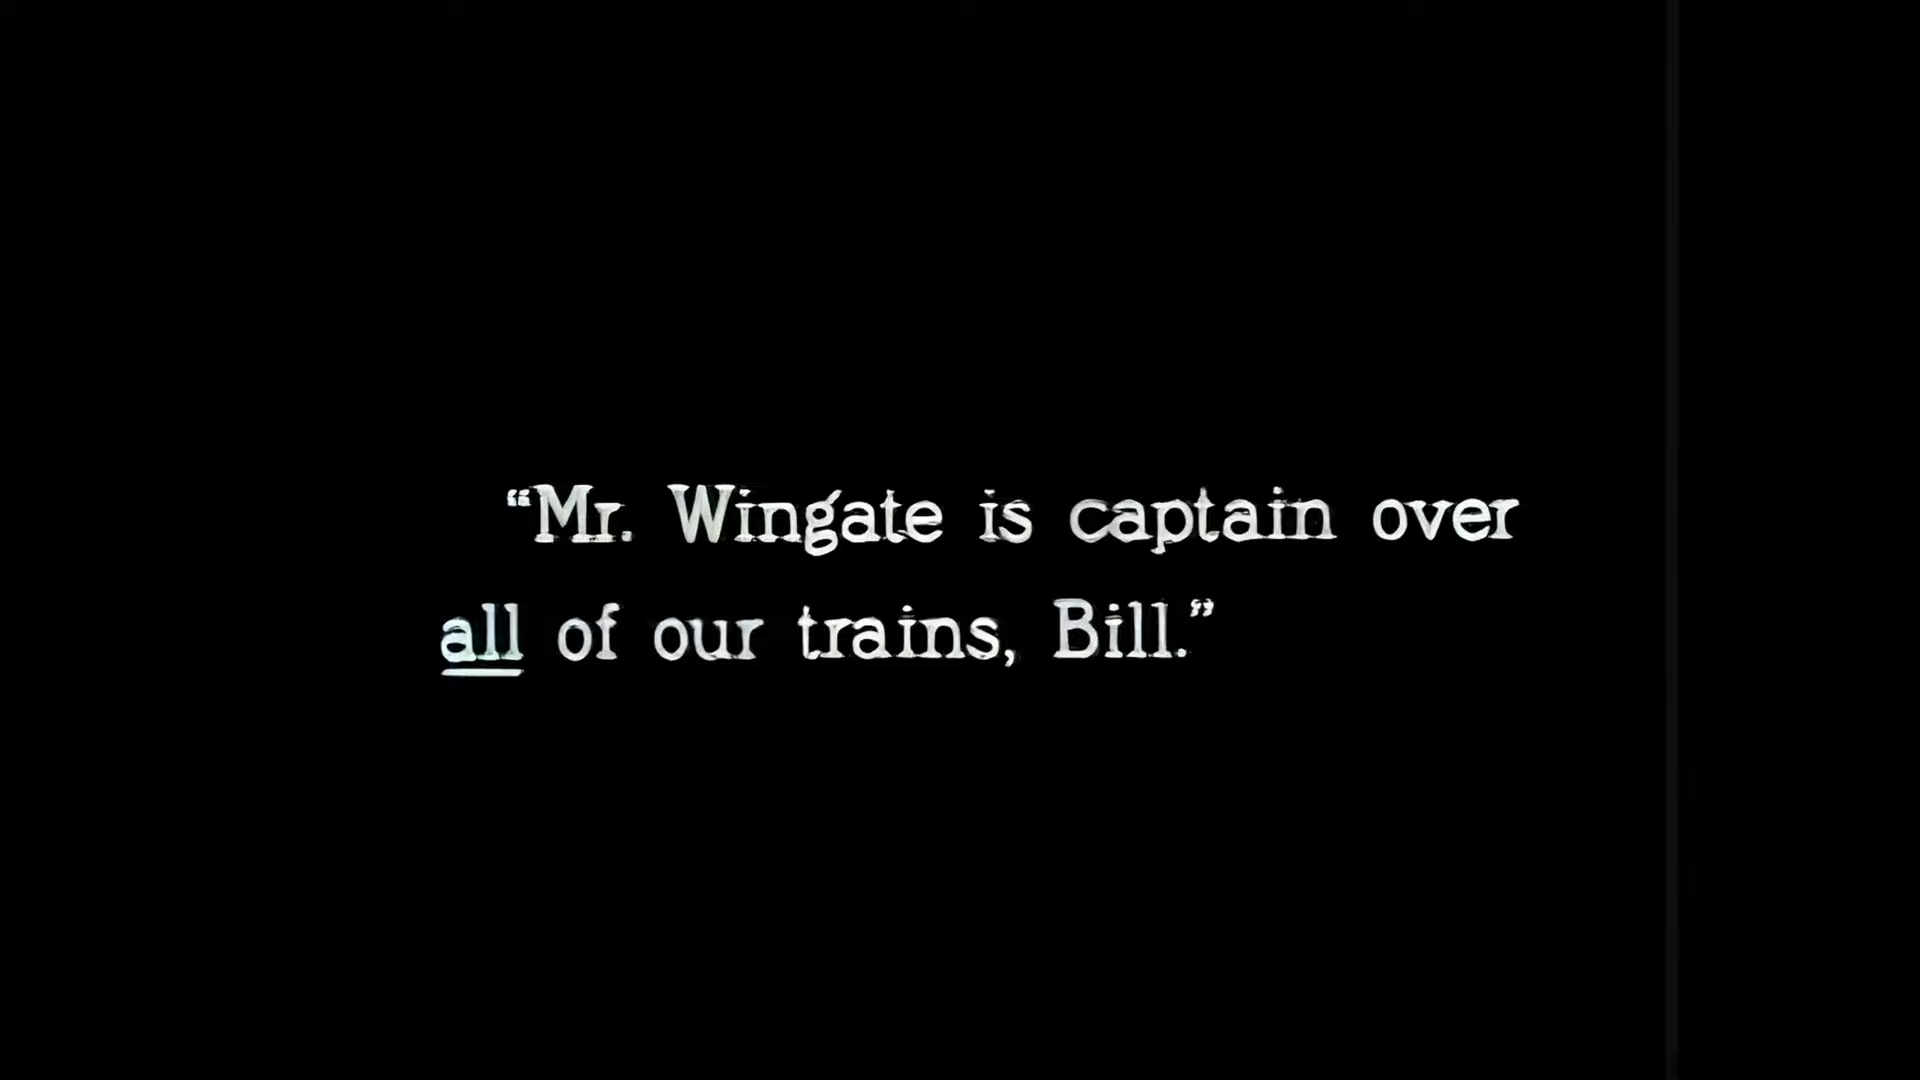 “Mr. Wingate is captain over
all of our trains, Bill.”